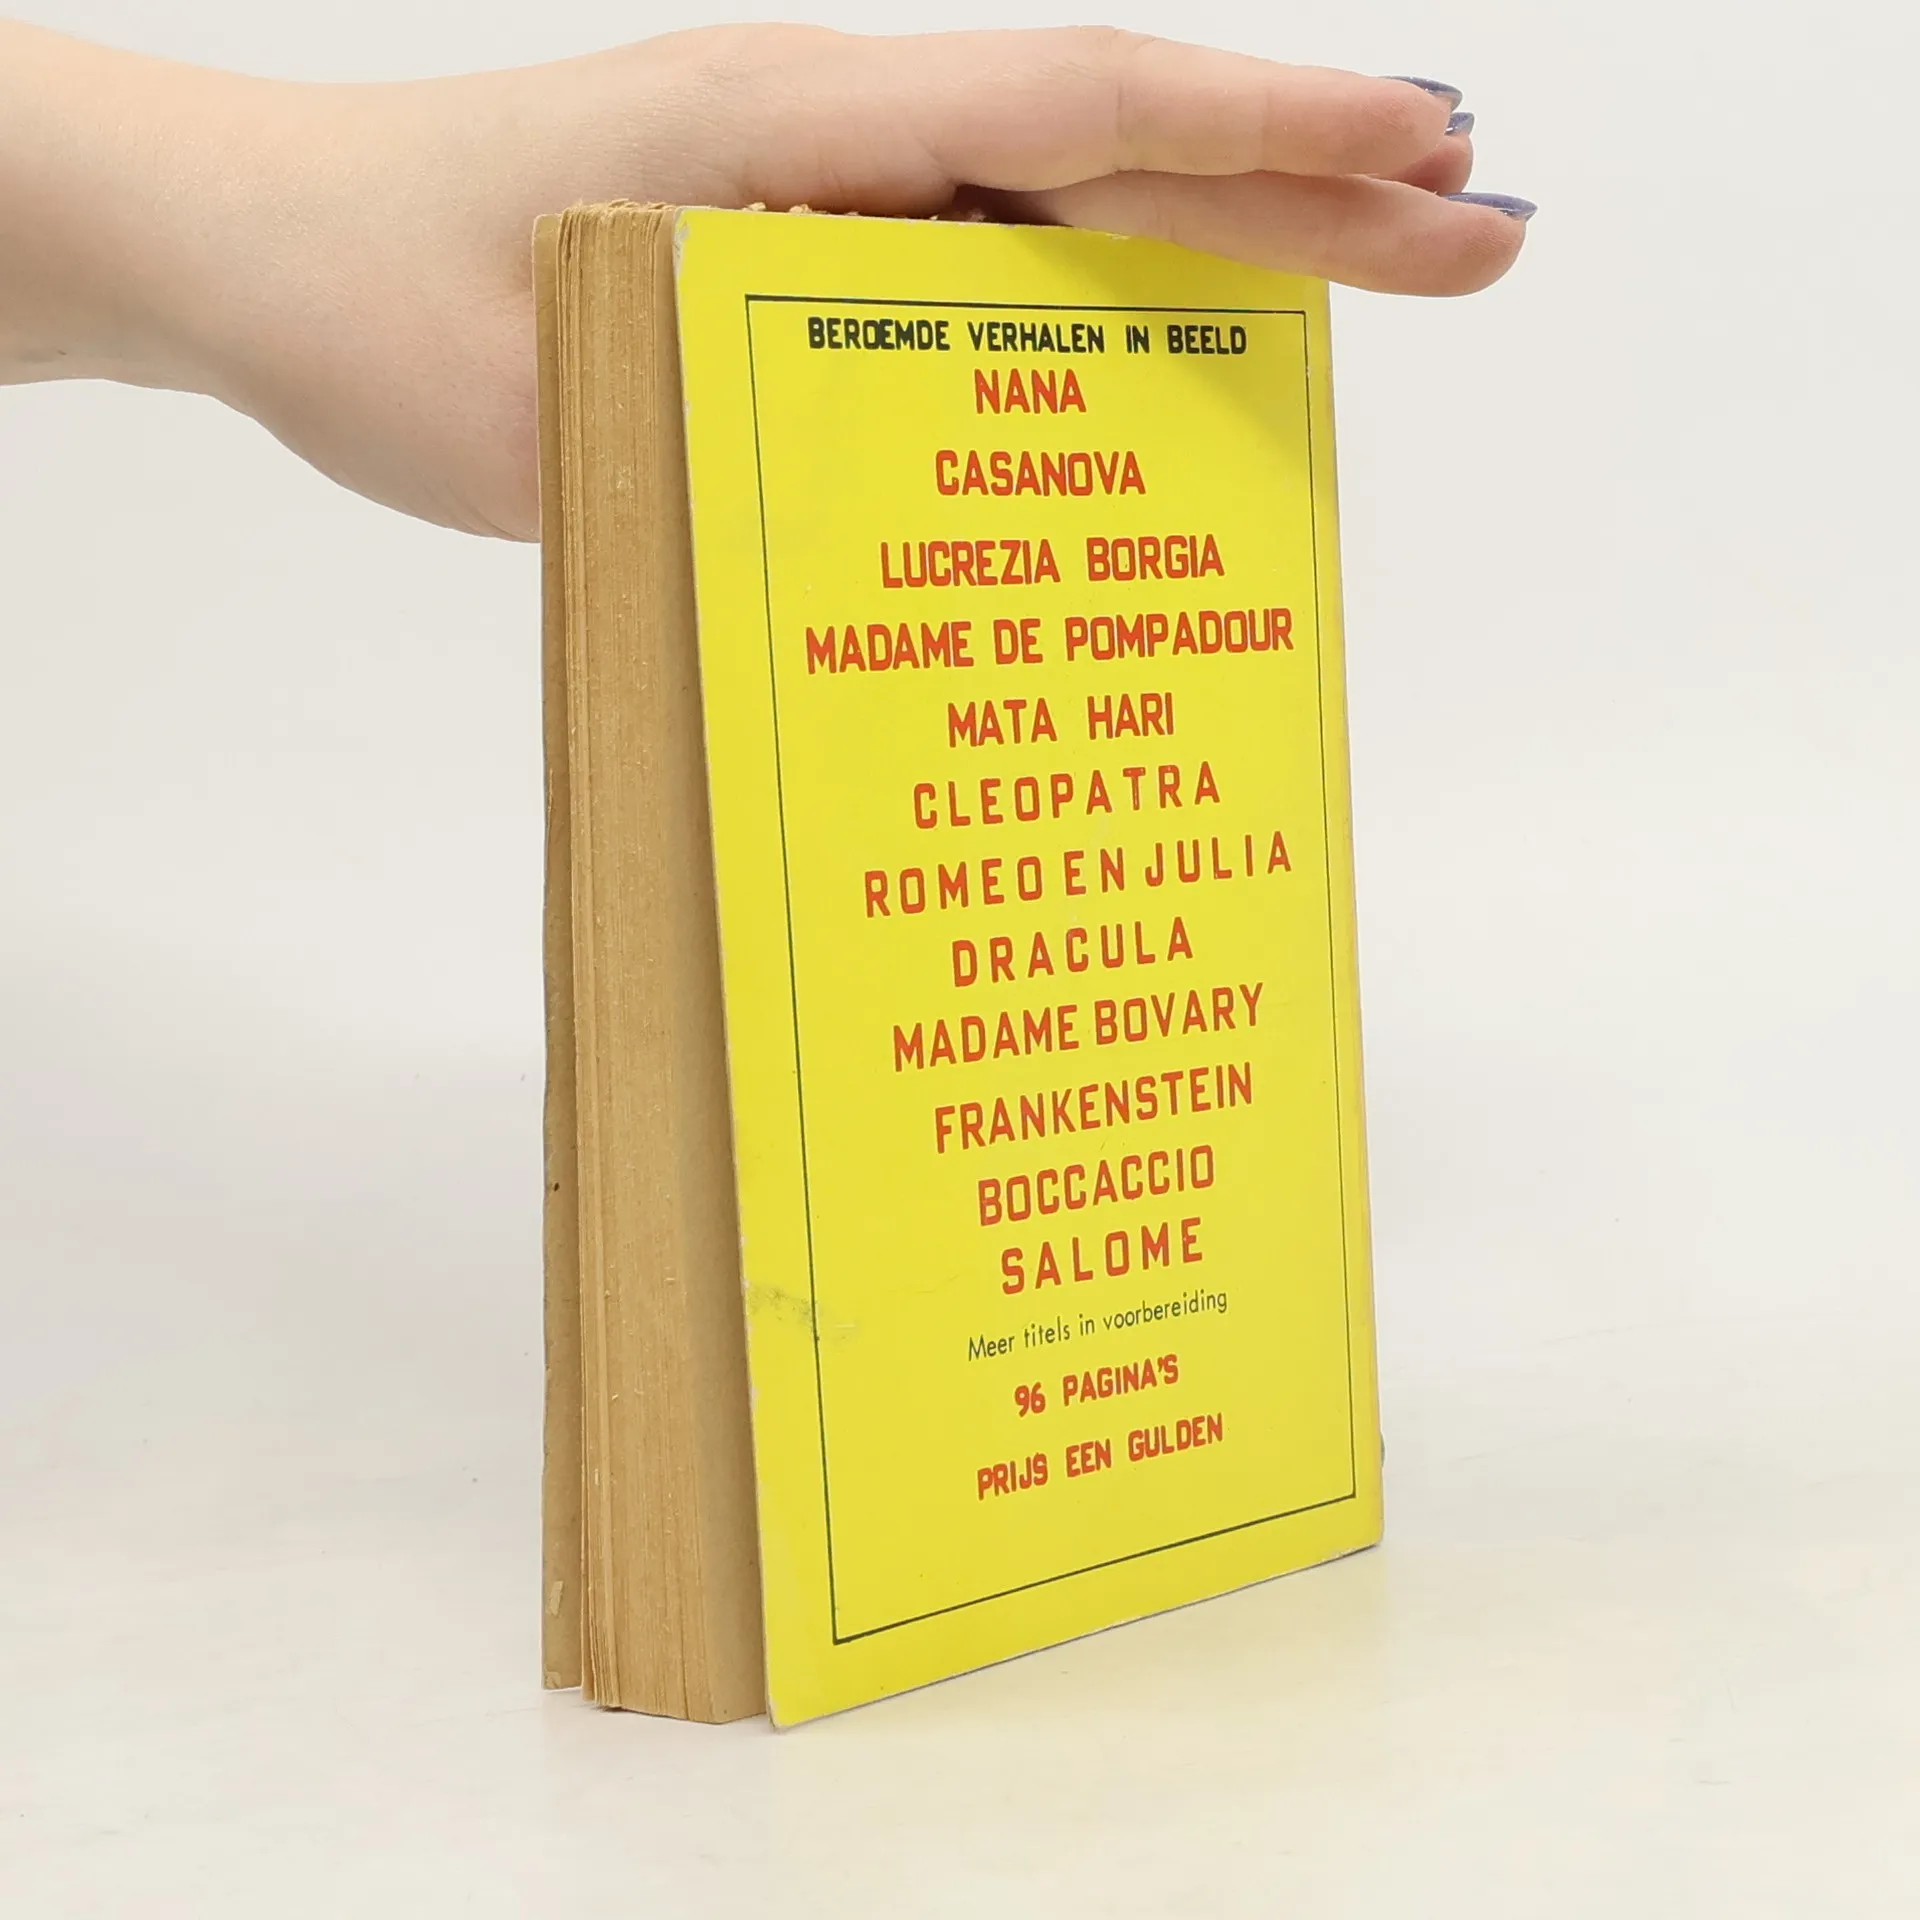 BEROEMDE VERHALEN IN BEELD
NANA
CASANOVA
LUCREZIA BORGIA
MADAME DE POMPADOUR
MATA HARI
CLEOPATRA
ROMEO EN JULIA
DRACULA
MADAME BOVARY
FRANKENSTEIN
BOCCACCIO
SALOME
Meer titels in voorbereiding
96 PAGINA'S
PRIJS EEN GULDEN